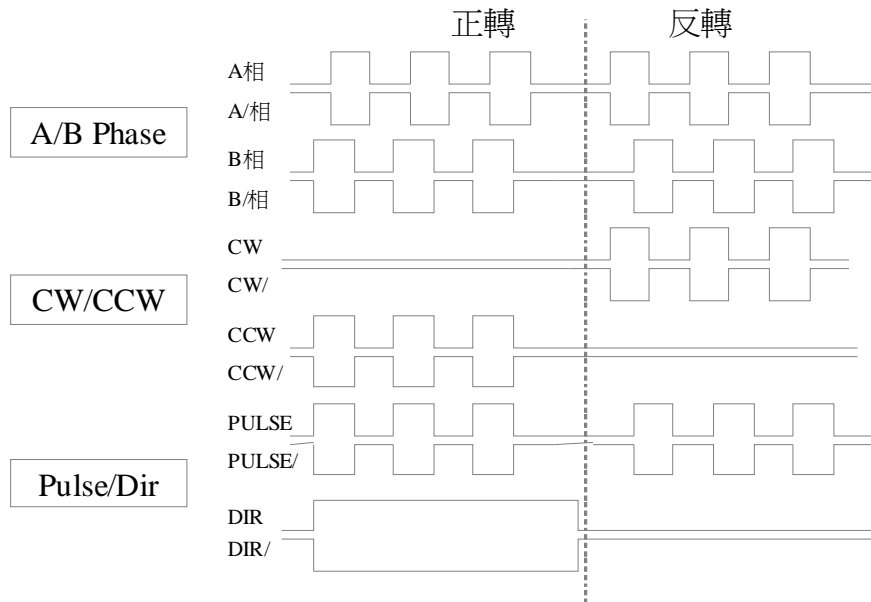 正轉
反轉
A相
A/相
A/B Phase
B相
B/相
CW
CW/
CW/CCW
CCW
CCW/
PULSE
PULSE/
Pulse/Dir
DIR
DIR/